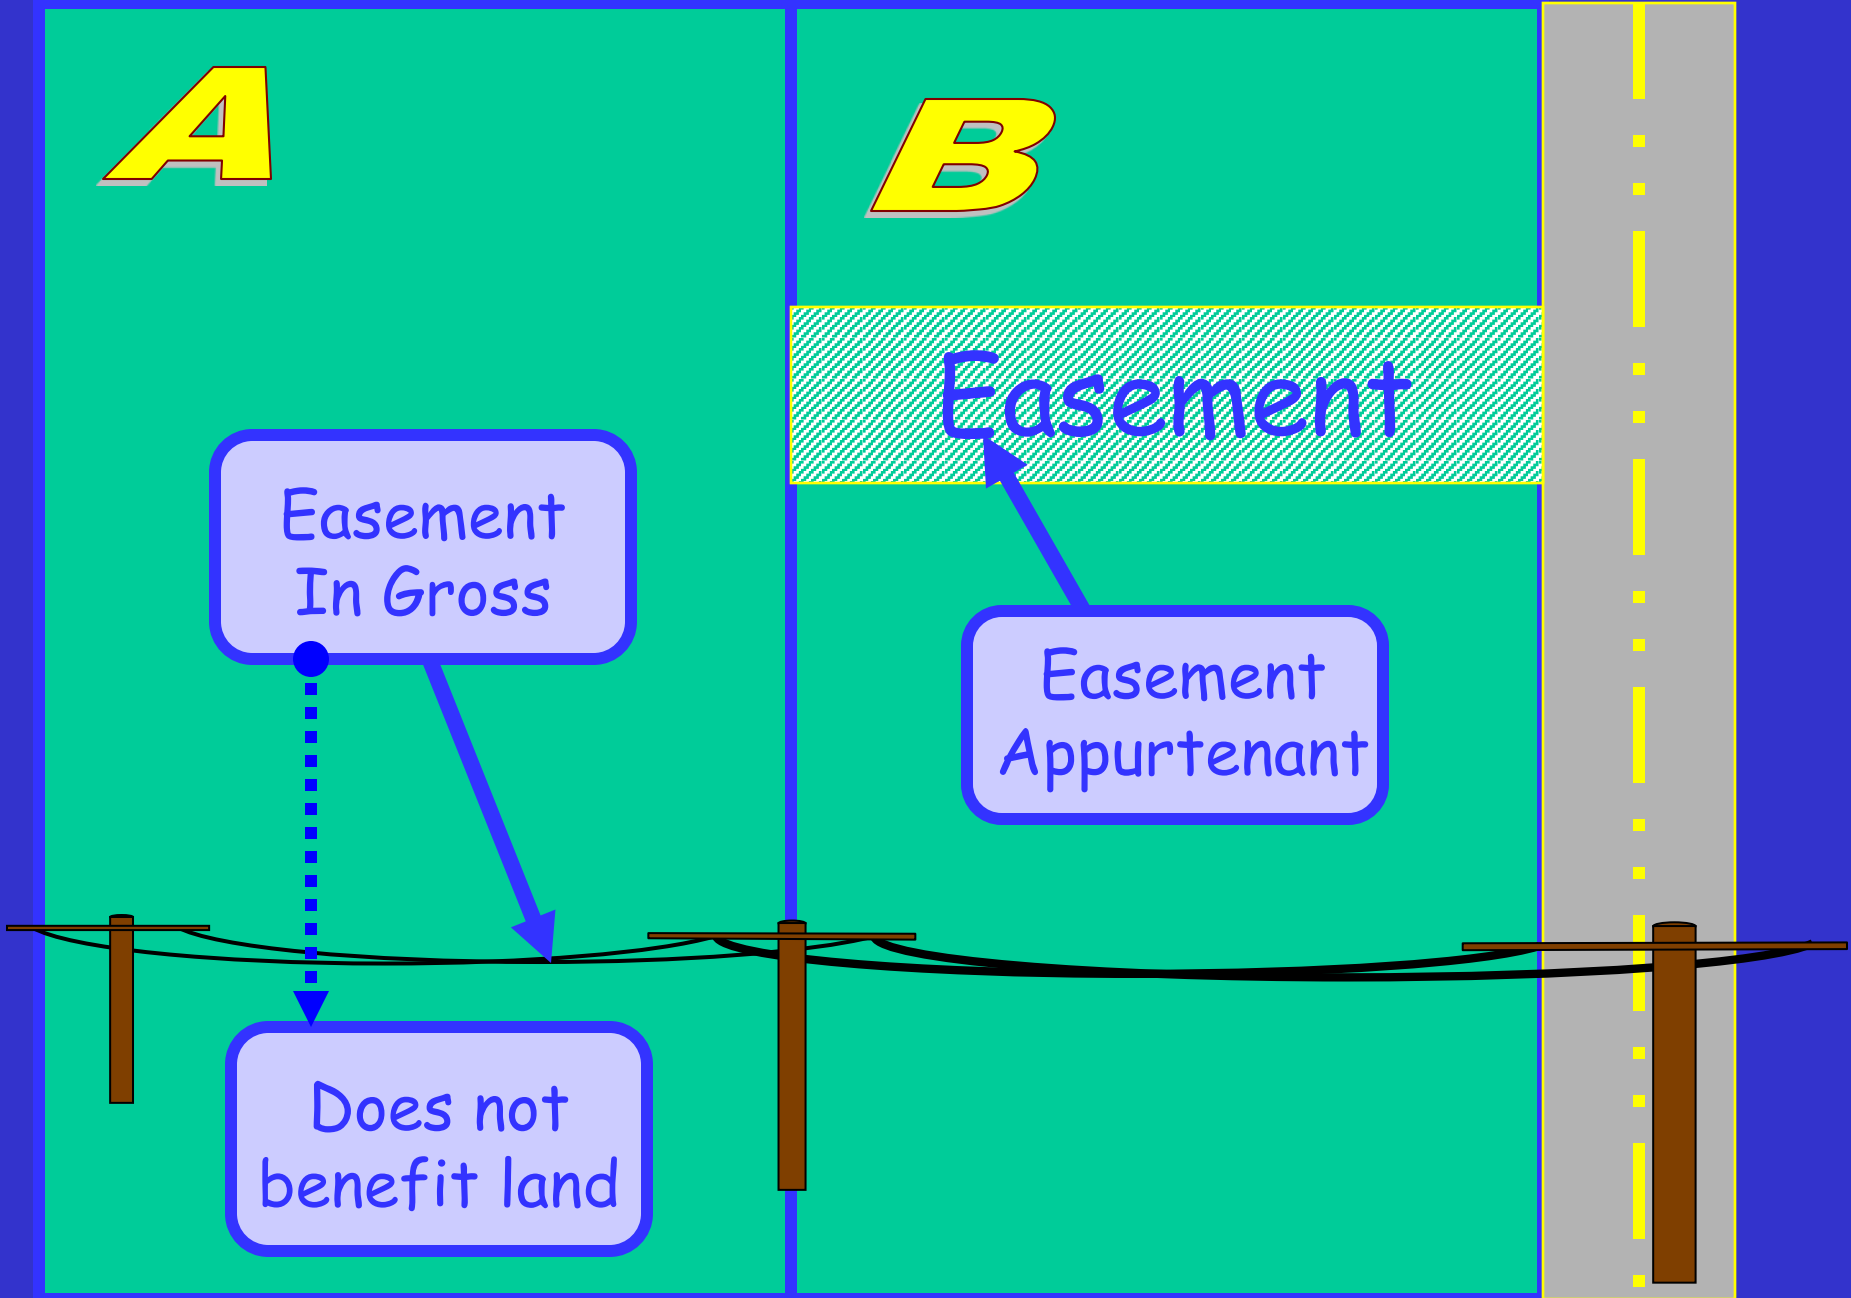 A
B
Easement
Easement
In Gross
Easement
Appurtenant
Does not
benefit land